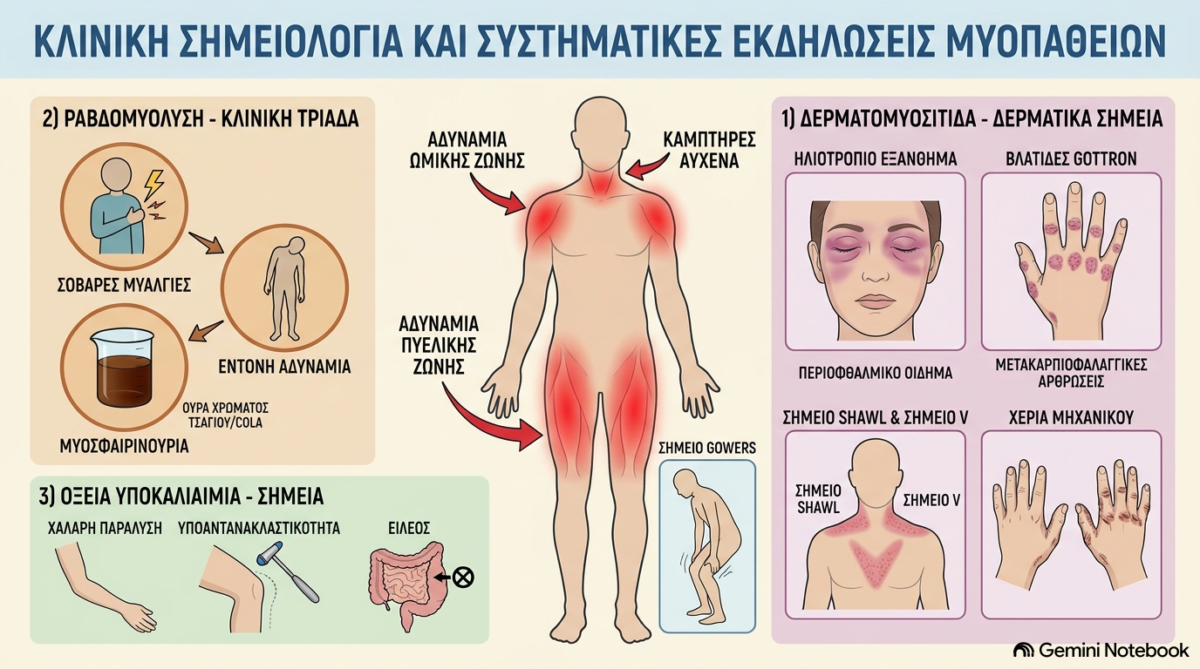 ΚΛΙΝΙΚΗ ΣΗΜΕΙΟΛΟΓΙΑ ΚΑΙ ΣΥΣΤΗΜΑΤΙΚΕΣ ΕΚΔΗΛΩΣΕΙΣ ΜΥΟΠΑΘΕΙΩΝ
2) ΡΑΒΔΟΜΥΟΛΥΣΗ - ΚΛΙΝΙΚΗ ΤΡΙΑΔΑ
ΣΟΒΑΡΕΣ ΜΥΑΛΓΙΕΣ
ΕΝΤΟΝΗ ΑΔΥΝΑΜΙΑ
ΟΥΡΑ ΧΡΩΜΑΤΟΣ
ΤΣΑΓΙΟΥ/COLA
ΜΥΟΣΦΑΙΡΙΝΟΥΡΙΑ
3) ΟΞΕΙΑ ΥΠΟΚΑΛΙΑΙΜΙΑ - ΣΗΜΕΙΑ
ΧΑΛΑΡΗ ΠΑΡΑΛΥΣΗ
ΥΠΟΑΝΤΑΝΑΚΛΑΣΤΙΚΟΤΗΤΑ
ΕΙΛΕΟΣ
ΑΔΥΝΑΜΙΑ
ΩΜΙΚΗΣ ΖΩΝΗΣ
ΚΑΜΠΤΗΡΕΣ
ΑΥΧΕΝΑ
ΑΔΥΝΑΜΙΑ
ΠΥΕΛΙΚΗΣ
ΖΩΝΗΣ
ΣΗΜΕΙΟ GOWERS
1) ΔΕΡΜΑΤΟΜΥΟΣΙΤΙΔΑ - ΔΕΡΜΑΤΙΚΑ ΣΗΜΕΙΑ
ΗΛΙΟΤΡΟΠΙΟ ΕΞΑΝΘΗΜΑ
ΠΕΡΙΟΦΘΑΛΜΙΚΟ ΟΙΔΗΜΑ
ΒΛΑΤΙΔΕΣ GOTTRON
ΜΕΤΑΚΑΡΠΙΟΦΑΛΑΓΓΙΚΕΣ
ΑΡΘΡΩΣΕΙΣ
ΣΗΜΕΙΟ SHAWL & ΣΗΜΕΙΟ V
ΣΗΜΕΙΟ
SHAWL
ΣΗΜΕΙΟ V
ΧΕΡΙΑ ΜΗΧΑΝΙΚΟΥ
Gemini Notebook